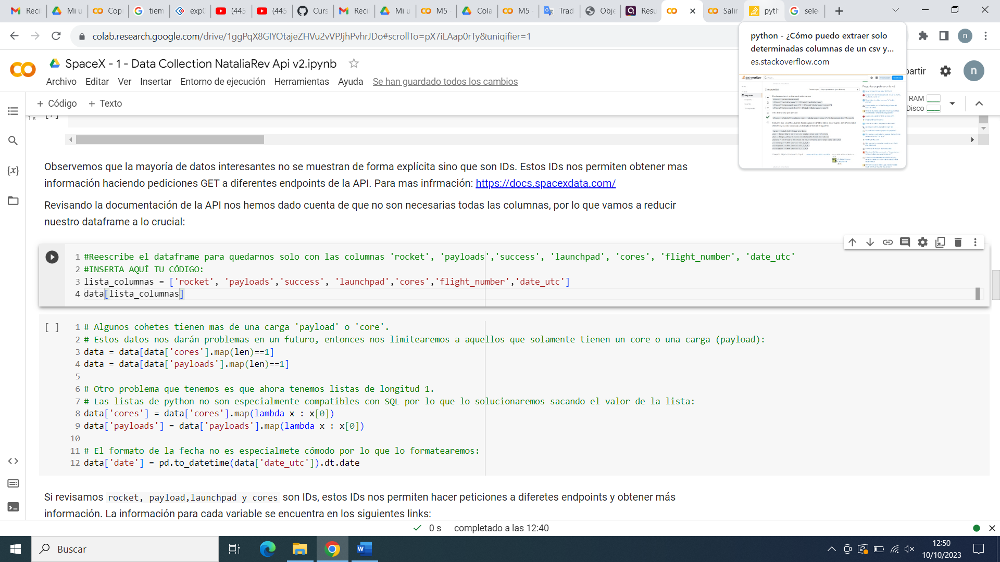 Reci
Mi u
Cop
tiem
exp
(445
(445
Curs
Reci
Mi u
M5
Cola
M5
Trad
Obje
Resu
Salir
pyth
sele
colab.research.google.com/drive/1ggPqX8GIYOtajeZHVu2vVPJjhPvhrJDo#scrollTo=pX7iLAap0rTy&uniqifier=1
n
python - ¿Cómo puedo extraer solo
determinadas columnas de un csv y...
es.stackoverflow.com
SpaceX - 1 - Data Collection NataliaRev Api v2.ipynb
partir
n
Archivo Editar Ver Insertar Entorno de ejecución Herramientas Ayuda Se han guardado todos los cambios
+ Código + Texto
RAM
Disco
1 s
Observemos que la mayoría de datos interesantes no se muestran de forma explícita sino que son IDs. Estos IDs nos permiten obtener mas
información haciendo pediciones GET a diferentes endpoints de la API. Para mas infrmación: https://docs.spacexdata.com/
Revisando la documentación de la API nos hemos dado cuenta de que no son necesarias todas las columnas, por lo que vamos a reducir
nuestro dataframe a lo crucial:
1 #Reescribe el dataframe para quedarnos solo con las columnas 'rocket', 'payloads','success', 'launchpad', 'cores', 'flight_number', 'date_utc'
2 #INSERTA AQUÍ TU CÓDIGO:
3 lista_columnas = ['rocket', 'payloads','success', 'launchpad','cores','flight_number','date_utc']
4 data[lista_columnas]
[ ]
1 # Algunos cohetes tienen mas de una carga 'payload' o 'core'.
2 # Estos datos nos darán problemas en un futuro, entonces nos limitearemos a aquellos que solamente tienen un core o una carga (payload):
3 data = data[data['cores'].map(len)==1]
4 data = data[data['payloads'].map(len)==1]
5
6 # Otro problema que tenemos es que ahora tenemos listas de longitud 1.
7 # Las listas de python no son especialmente compatibles con SQL por lo que lo solucionaremos sacando el valor de la lista:
8 data['cores'] = data['cores'].map(lambda x : x[0])
9 data['payloads'] = data['payloads'].map(lambda x : x[0])
10
11 # El formato de la fecha no es especialmete cómodo por lo que lo formatearemos:
12 data['date'] = pd.to_datetime(data['date_utc']).dt.date
Si revisamos rocket, payload,launchpad y cores son IDs, estos IDs nos permiten hacer peticiones a diferetes endpoints y obtener más
información. La información para cada variable se encuentra en los siguientes links:
0 s completado a las 12:40
Buscar
12:50
10/10/2023